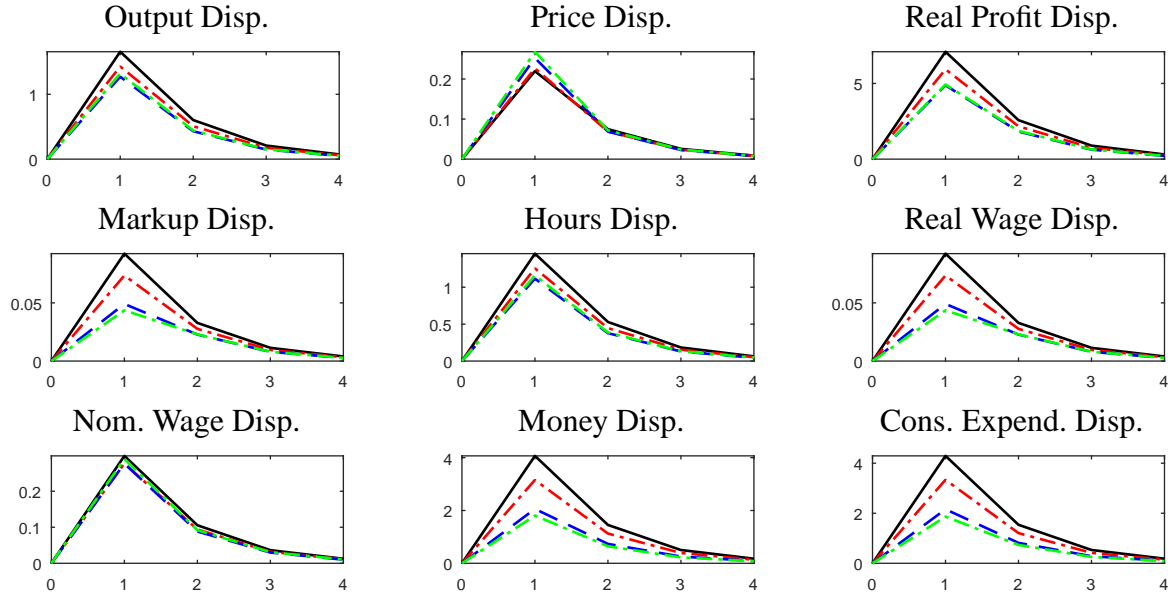 Output Disp. Price Disp. Real Profit Disp.
1 0.2 5
0.1
0 0 0
0 1 2 3 4 0 1 2 3 4 0 1 2 3 4
Markup Disp. Hours Disp. Real Wage Disp.
0.05 1 0.05
0.5
0 0 0
0 1 2 3 4 0 1 2 3 4 0 1 2 3 4
Nom. Wage Disp. Money Disp. Cons. Expend. Disp.
0.2 4 4
0.1 2 2
0 0 0
0 1 2 3 4 0 1 2 3 4 0 1 2 3 4